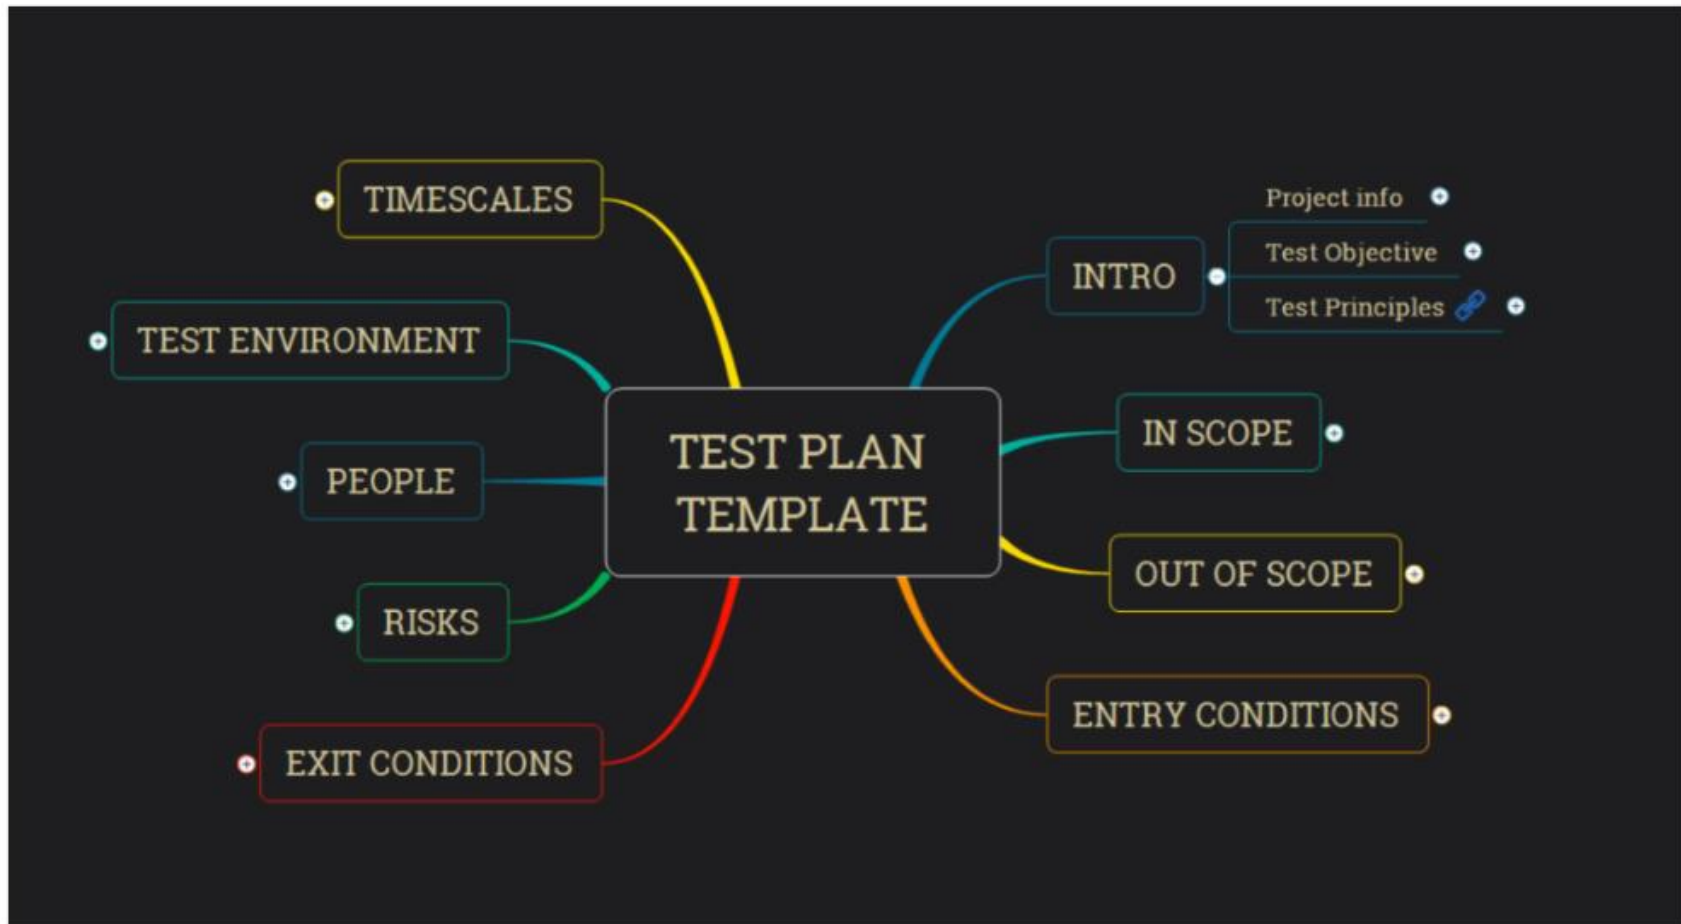 TIMESCALES
TEST ENVIRONMENT
PEOPLE
RISKS
EXIT CONDITIONS
TEST PLAN
TEMPLATE
INTRO
Project info
Test Objective
Test Principles
IN SCOPE
OUT OF SCOPE
ENTRY CONDITIONS